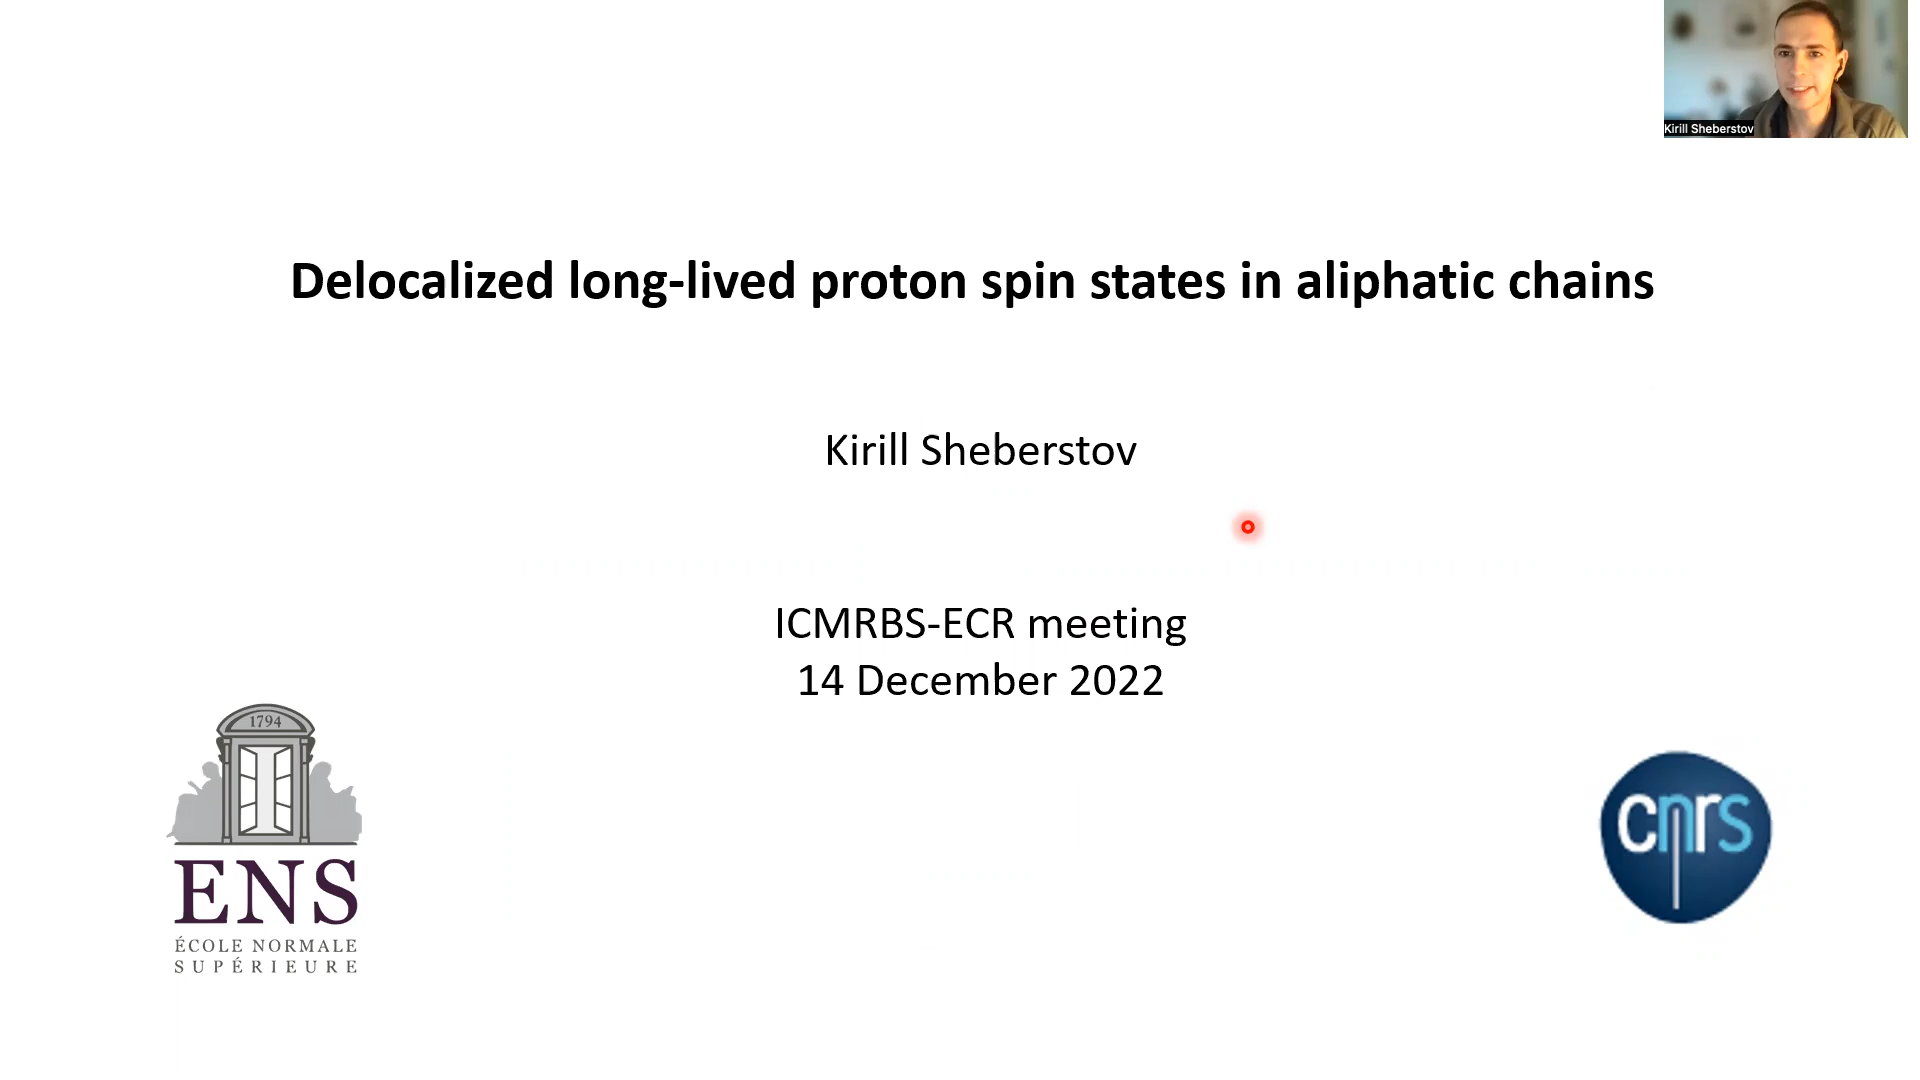 Kirill Sheberstov
Delocalized long-lived proton spin states in aliphatic chains
Kirill Sheberstov
ICMRBS-ECR meeting
14 December 2022
1794
ENS
ÉCOLE NORMALE
SUPÉRIEURE
cnrs